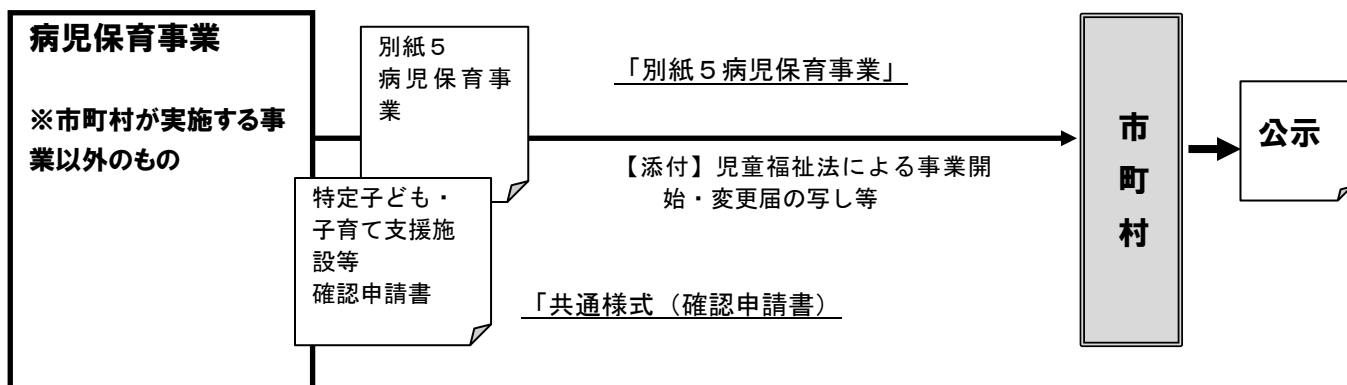 病児保育事業
※市町村が実施する事
業以外のもの
別紙５
病児保育事
業
特定子ども・
子育て支援施
設等
確認申請書
「別紙５病児保育事業」
【添付】児童福祉法による事業開
始・変更届の写し等
「共通様式（確認申請書）
市
町
村
公示